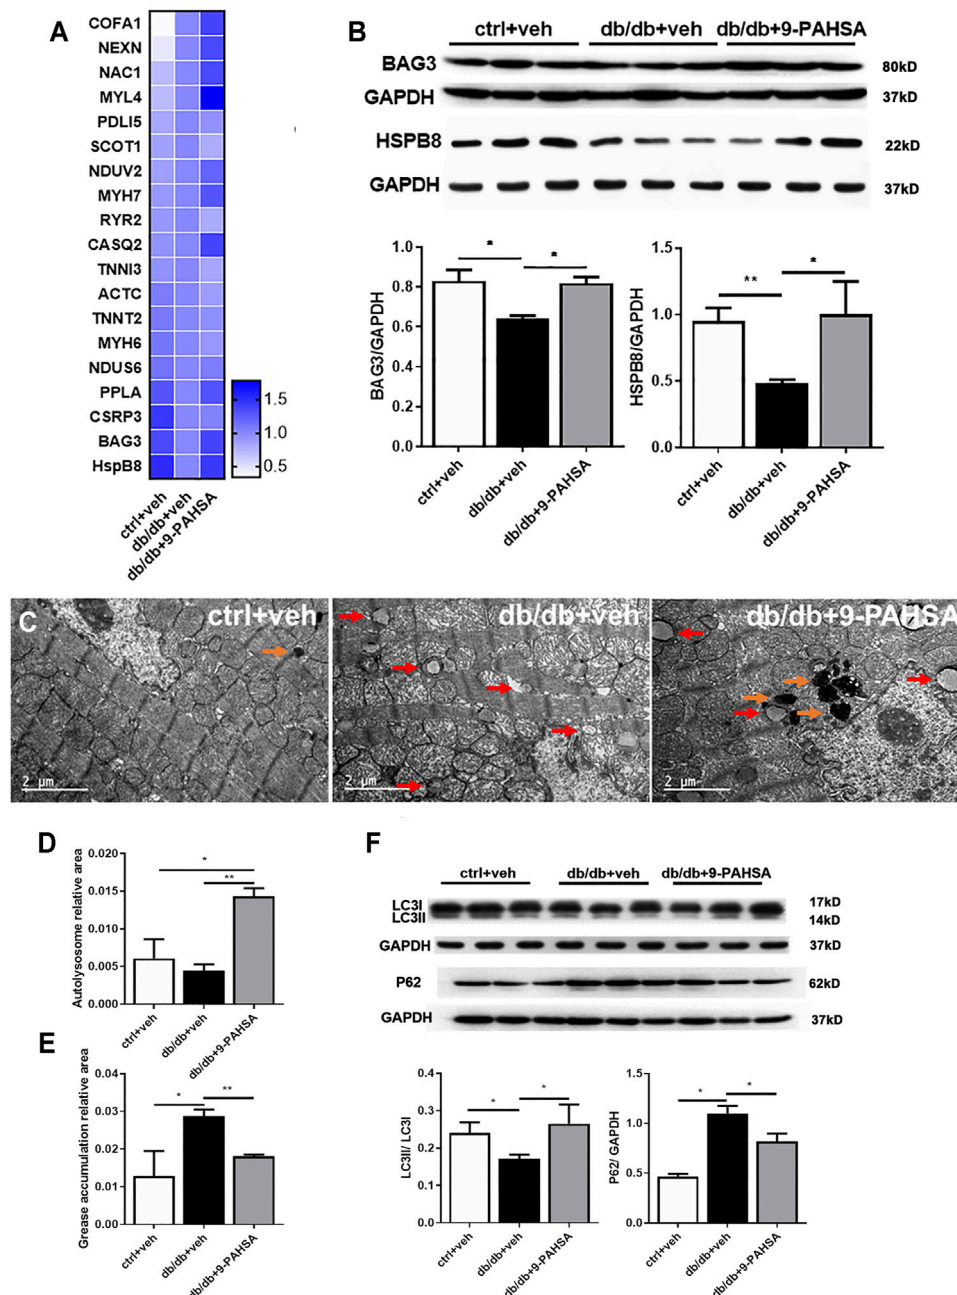 A
COFA1
NEXN
NAC1
MYL4
PDLI5
SCOT1
NDUV2
MYH7
RYR2
CASQ2
TNNI3
ACTC
TNNT2
MYH6
NDUS6
PPLA
CSRP3
BAG3
HspB8
1.5
1.0
0.5
ctrl+veh
db/db+veh
db/db+9-PAHSA
B
ctrl+veh db/db+veh db/db+9-PAHSA
BAG3 80kD
GAPDH 37kD
HSPB8 22kD
GAPDH 37kD
BAG3/GAPDH
1.0
0.8
0.6
0.4
0.2
0.0
* *
ctrl+veh
db/db+veh
db/db+9-PAHSA
HSPB8/GAPDH
1.5
1.0
0.5
0.0
** *
ctrl+veh
db/db+veh
db/db+9-PAHSA
C
ctrl+veh
2 μm
db/db+veh
2 μm
db/db+9-PAHSA
2 μm
D
Autolysosome relative area
0.020
0.015
0.010
0.005
0.000
*
**
ctrl+veh
db/db+veh
db/db+9-PAHSA
E
Grease accumulation relative area
0.04
0.03
0.02
0.01
0.00
* **
ctrl+veh
db/db+veh
db/db+9-PAHSA
F
ctrl+veh db/db+veh db/db+9-PAHSA
LC3I 17kD
LC3II 14kD
GAPDH 37kD
P62 62kD
GAPDH 37kD
LC3II/ LC3I
0.4
0.3
0.2
0.1
0.0
* *
ctrl+veh
db/db+veh
db/db+9-PAHSA
P62/ GAPDH
1.5
1.0
0.5
0.0
* *
ctrl+veh
db/db+veh
db/db+9-PAHSA